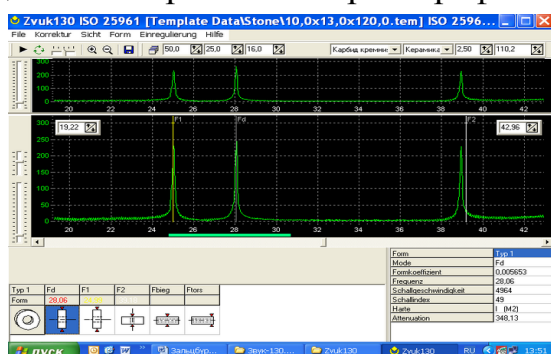 Zvuk130 ISO 25961 [Template Data\Stone\10,0x13,0x120,0.tem] ISO 2596...
File Korrektur Sicht Form Einregulierung Hilfe
50,0 25,0 16,0 Карбид кремние Керамика 2,50 110,2
300
200
100
0
20 22 24 26 28 30 32 34 36 38 40 42
300 19,22 F1 Fd F2 42,96
250
200
150
100
50
0
20 22 24 26 28 30 32 34 36 38 40 42
Form Typ 1
Mode Fd
Formkoeffizient 0,005653
Frequenz 28,06
Schallgeschwindigkeit 4964
Schallindex 49
Harte I (M2)
Attenuation 348,13
Typ 1 Fd F1 F2 Fbieg Ftors
Form 28,06
пуск Зальцбур... Звук-130.... Zvuk130 Zvuk130 RU 13:51